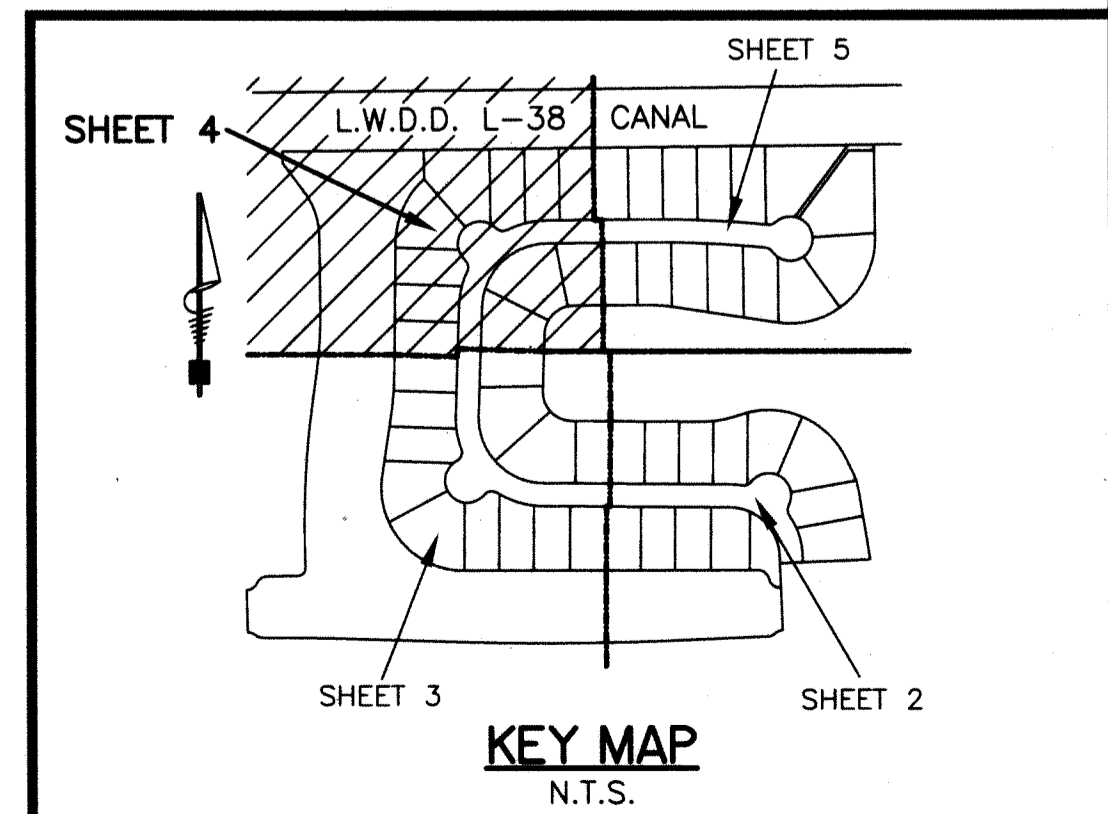 SHEET 5
L.W.D.D. L-38 CANAL
SHEET 4
SHEET 3
SHEET 2
KEY MAP
N.T.S.